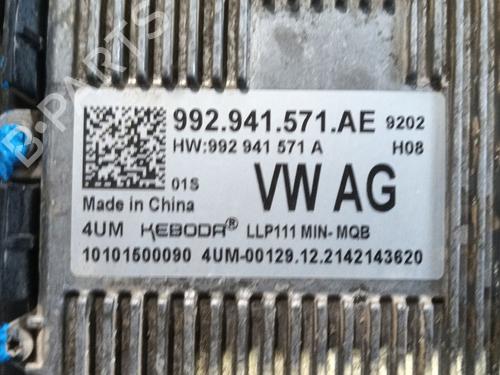 992.941.571.AE 9202
HW:992 941 571 A H08
01S VW AG
Made in China
4UM KEBODA® LLP111 MIN- MQB
10101500090 4UM-00129.12.2142143620
B-PARTS